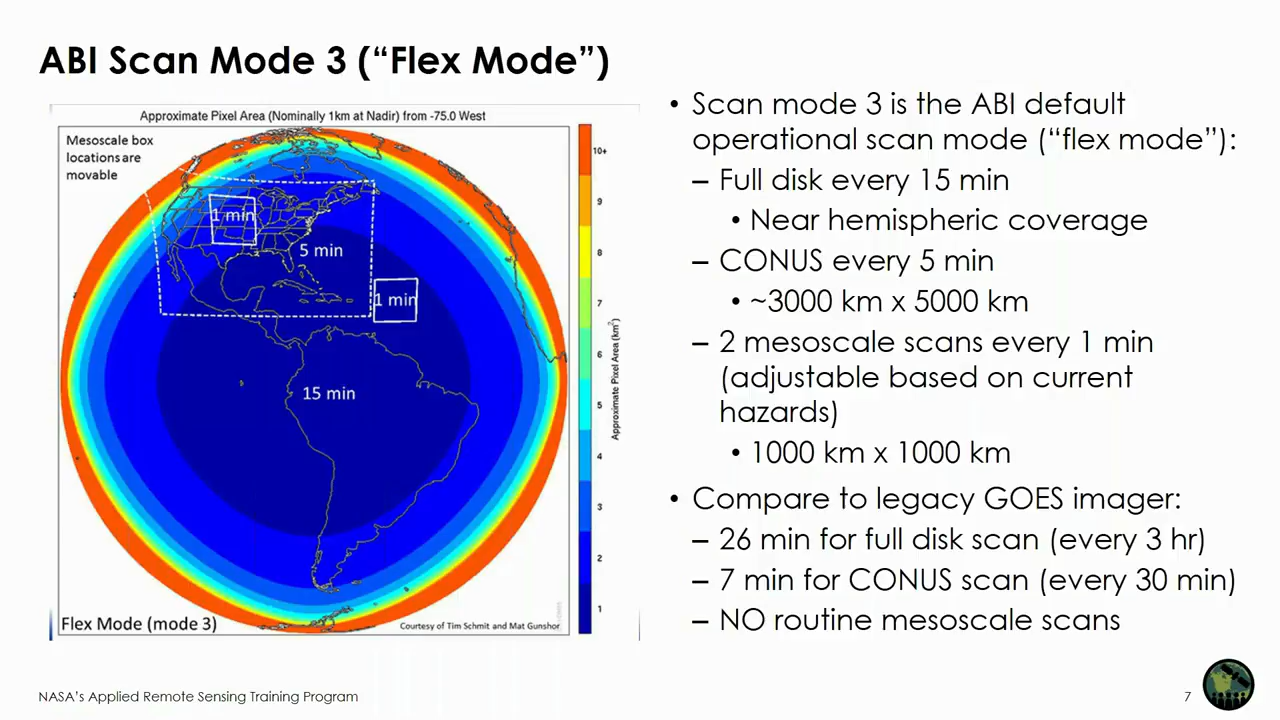 ABI Scan Mode 3 (“Flex Mode”)
Approximate Pixel Area (Nominally 1km at Nadir) from -75.0 West
Mesoscale box
locations are
movable
1 min
5 min
1 min
15 min
Flex Mode (mode 3)
Courtesy of Tim Schmit and Mat Gunshor
10+
9
8
7
6
5
4
3
2
1
Approximate Pixel Area (km²)
• Scan mode 3 is the ABI default
operational scan mode (“flex mode”):
– Full disk every 15 min
• Near hemispheric coverage
– CONUS every 5 min
• ~3000 km x 5000 km
– 2 mesoscale scans every 1 min
(adjustable based on current
hazards)
• 1000 km x 1000 km
• Compare to legacy GOES imager:
– 26 min for full disk scan (every 3 hr)
– 7 min for CONUS scan (every 30 min)
– NO routine mesoscale scans
NASA’s Applied Remote Sensing Training Program
7